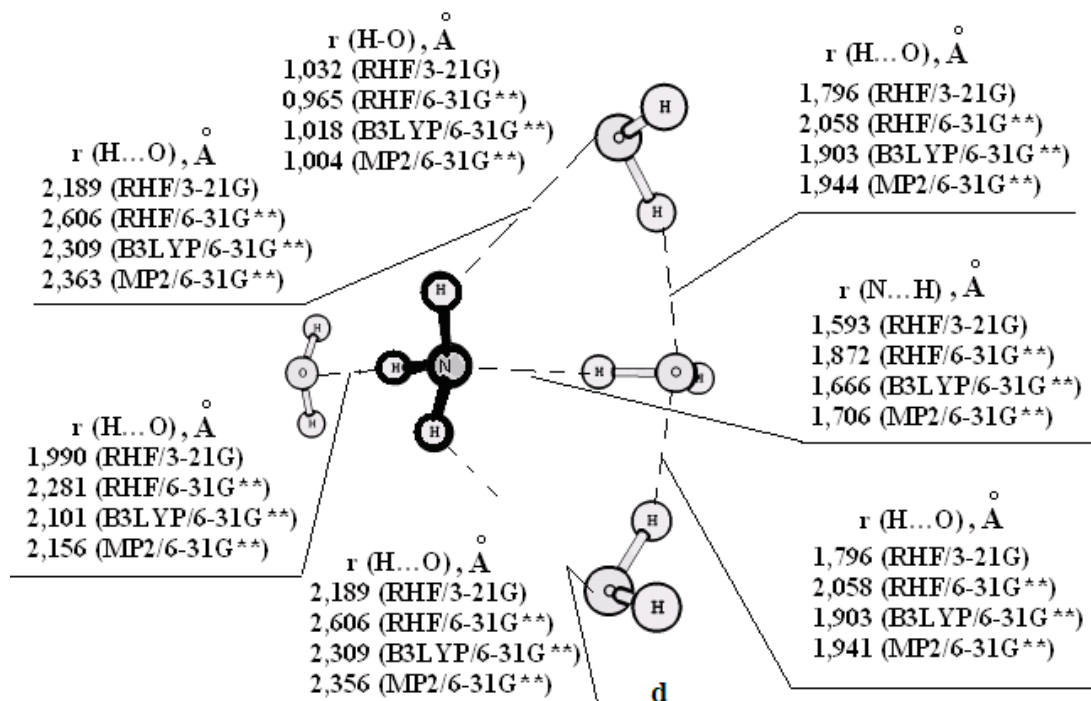 r (H-O), Å
1,032 (RHF/3-21G)
0,965 (RHF/6-31G**)
1,018 (B3LYP/6-31G**)
1,004 (MP2/6-31G**)
r (H...O), Å
1,796 (RHF/3-21G)
2,058 (RHF/6-31G**)
1,903 (B3LYP/6-31G**)
1,944 (MP2/6-31G**)
r (H...O), Å
2,189 (RHF/3-21G)
2,606 (RHF/6-31G**)
2,309 (B3LYP/6-31G**)
2,363 (MP2/6-31G**)
r (N...H), Å
1,593 (RHF/3-21G)
1,872 (RHF/6-31G**)
1,666 (B3LYP/6-31G**)
1,706 (MP2/6-31G**)
O H
H
H
H O H
H N H O H
H H
H
O H
r (H...O), Å
1,990 (RHF/3-21G)
2,281 (RHF/6-31G**)
2,101 (B3LYP/6-31G**)
2,156 (MP2/6-31G**)
r (H...O), Å
2,189 (RHF/3-21G)
2,606 (RHF/6-31G**)
2,309 (B3LYP/6-31G**)
2,356 (MP2/6-31G**)
r (H...O), Å
1,796 (RHF/3-21G)
2,058 (RHF/6-31G**)
1,903 (B3LYP/6-31G**)
1,941 (MP2/6-31G**)
d